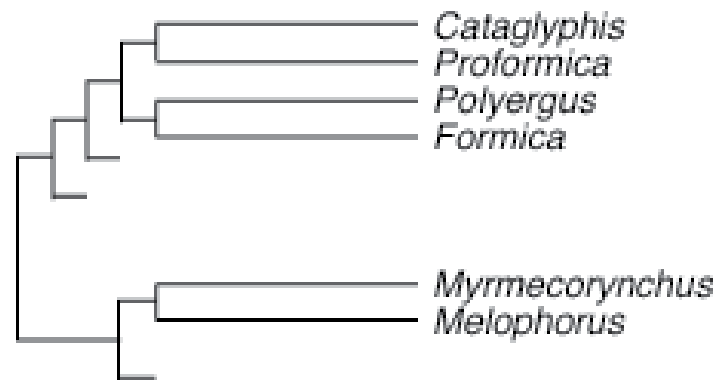 Cataglyphis
Proformica
Polyergus
Formica
Myrmecorynchus
Melophorus